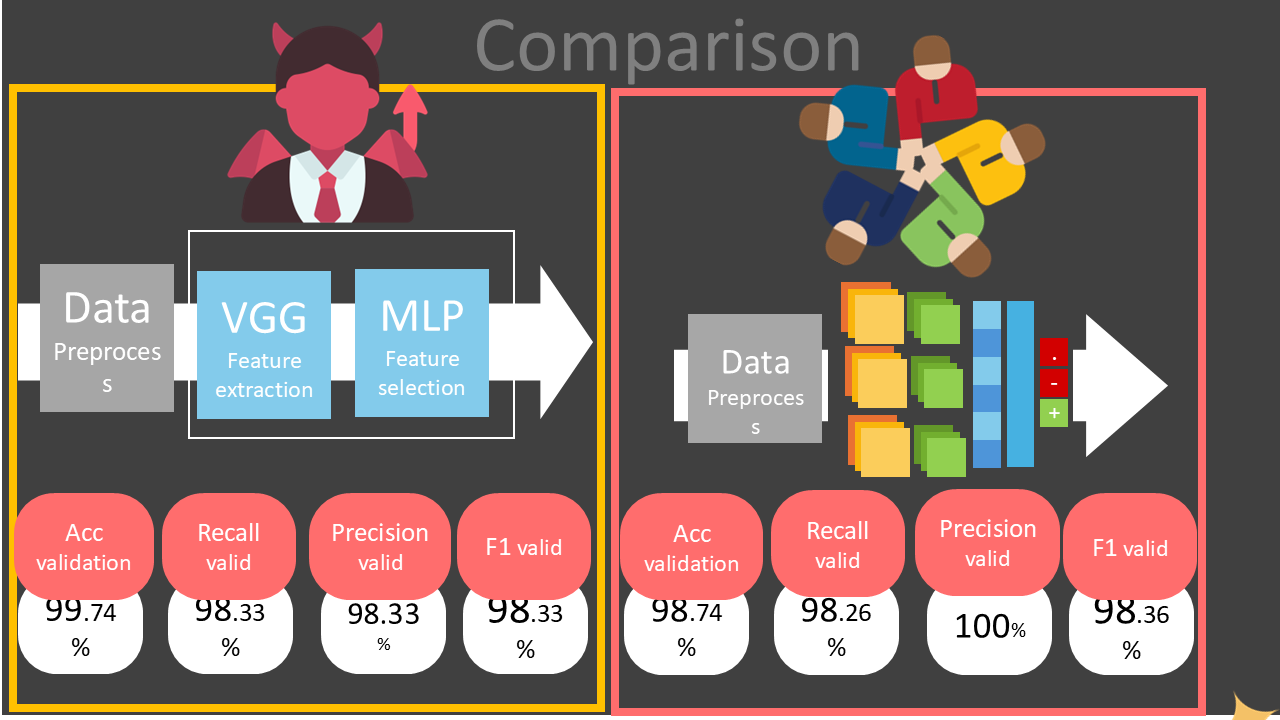 Comparison
Data
Preproces
s
VGG
Feature
extraction
MLP
Feature
selection
Acc
validation
99.74
%
Recall
valid
98.33
%
Precision
valid
98.33
%
F1 valid
98.33
%
Data
Preproces
s
.
-
+
Acc
validation
98.74
%
Recall
valid
98.26
%
Precision
valid
100%
F1 valid
98.36
%